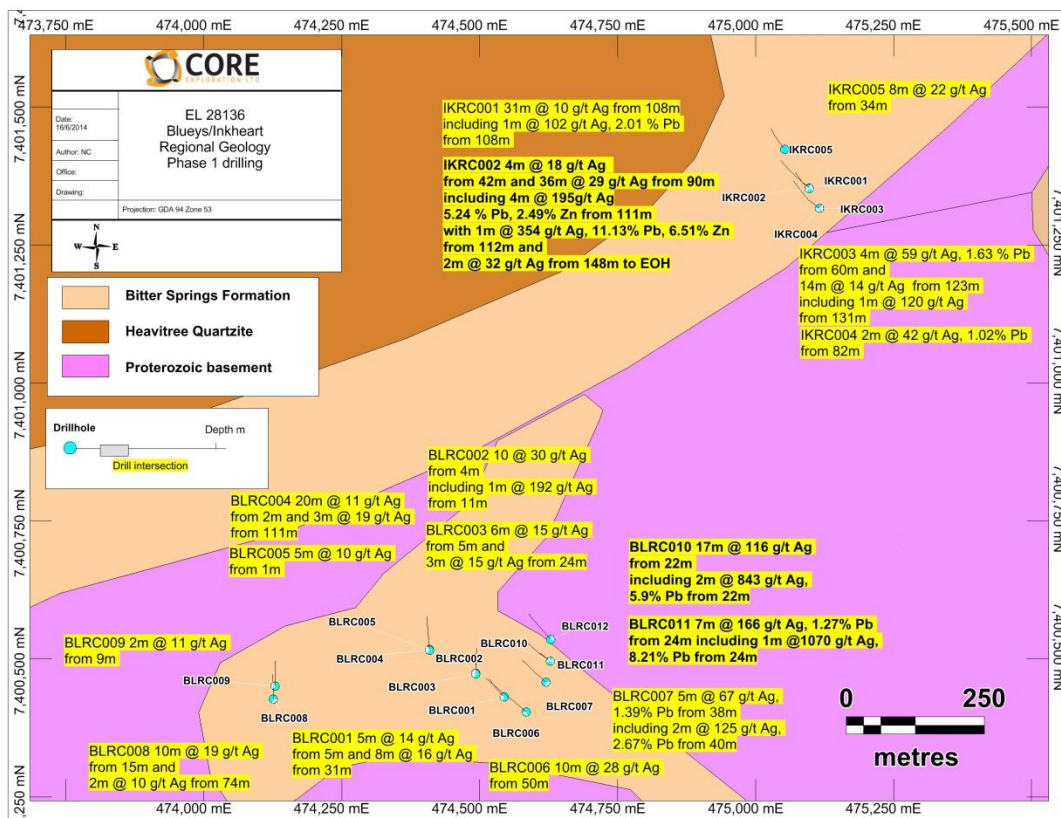 473,750 mE
474,000 mE
474,250 mE
474,500 mE
474,750 mE
475,000 mE
475,250 mE
475,500 mE
CORE
EXPLORATION LTD
Date:
16/6/2014
Author: NC
Office:
Drawing:
EL 28136
Blueys/Inkheart
Regional Geology
Phase 1 drilling
Projection: GDA 94 Zone 53
N
W
E
S
Bitter Springs Formation
Heavitree Quartzite
Proterozoic basement
Drillhole
Depth m
Drill intersection
7,401,500 mN
7,401,250 mN
7,401,000 mN
7,400,750 mN
7,400,500 mN
IKRC001 31m @ 10 g/t Ag from 108m
including 1m @ 102 g/t Ag, 2.01 % Pb
from 108m
IKRC002 4m @ 18 g/t Ag
from 42m and 36m @ 29 g/t Ag from 90m
including 4m @ 195g/t Ag
5.24 % Pb, 2.49% Zn from 111m
with 1m @ 354 g/t Ag, 11.13% Pb, 6.51% Zn
from 112m and
2m @ 32 g/t Ag from 148m to EOH
IKRC005 8m @ 22 g/t Ag
from 34m
IKRC005
IKRC001
IKRC002
IKRC003
IKRC004
IKRC003 4m @ 59 g/t Ag, 1.63 % Pb
from 60m and
14m @ 14 g/t Ag from 123m
including 1m @ 120 g/t Ag
from 131m
IKRC004 2m @ 42 g/t Ag, 1.02% Pb
from 82m
7,401,250 mN
7,401,000 mN
7,400,750 mN
7,400,500 mN
BLRC002 10 @ 30 g/t Ag
from 4m
including 1m @ 192 g/t Ag
from 11m
BLRC004 20m @ 11 g/t Ag
from 2m and 3m @ 19 g/t Ag
from 111m
BLRC005 5m @ 10 g/t Ag
from 1m
BLRC003 6m @ 15 g/t Ag
from 5m and
3m @ 15 g/t Ag from 24m
BLRC010 17m @ 116 g/t Ag
from 22m
including 2m @ 843 g/t Ag,
5.9% Pb from 22m
BLRC011 7m @ 166 g/t Ag, 1.27% Pb
from 24m including 1m @1070 g/t Ag,
8.21% Pb from 24m
BLRC009 2m @ 11 g/t Ag
from 9m
BLRC005
BLRC004
BLRC002
BLRC003
BLRC001
BLRC010
BLRC012
BLRC011
BLRC007
BLRC006
BLRC009
BLRC008
BLRC007 5m @ 67 g/t Ag,
1.39% Pb from 38m
including 2m @ 125 g/t Ag,
2.67% Pb from 40m
BLRC008 10m @ 19 g/t Ag
from 15m and
2m @ 10 g/t Ag from 74m
BLRC001 5m @ 14 g/t Ag
from 5m and 8m @ 16 g/t Ag
from 31m
BLRC006 10m @ 28 g/t Ag
from 50m
0
250
metres
474,000 mE
474,250 mE
474,500 mE
474,750 mE
475,000 mE
475,250 mE